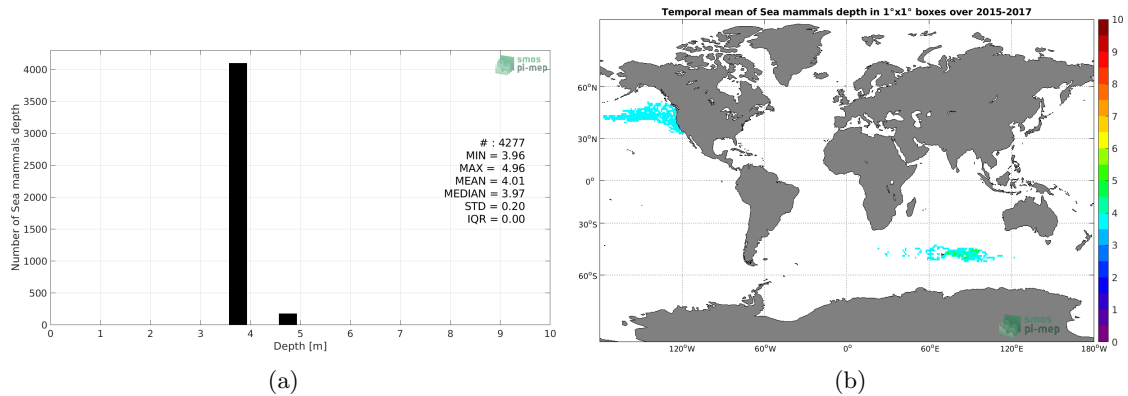 smos
pi-mep
4000
3500
3000
2500
2000
1500
1000
500
0
Number of Sea mammals depth
# : 4277
MIN = 3.96
MAX = 4.96
MEAN = 4.01
MEDIAN = 3.97
STD = 0.20
IQR = 0.00
0 1 2 3 4 5 6 7 8 9 10
Depth [m]
(a)
Temporal mean of Sea mammals depth in 1°x1° boxes over 2015-2017
60°N
30°N
0°
30°S
60°S
120°W 60°W 0° 60°E 120°E 180°W
smos
pi-mep
10
9
8
7
6
5
4
3
2
1
0
(b)